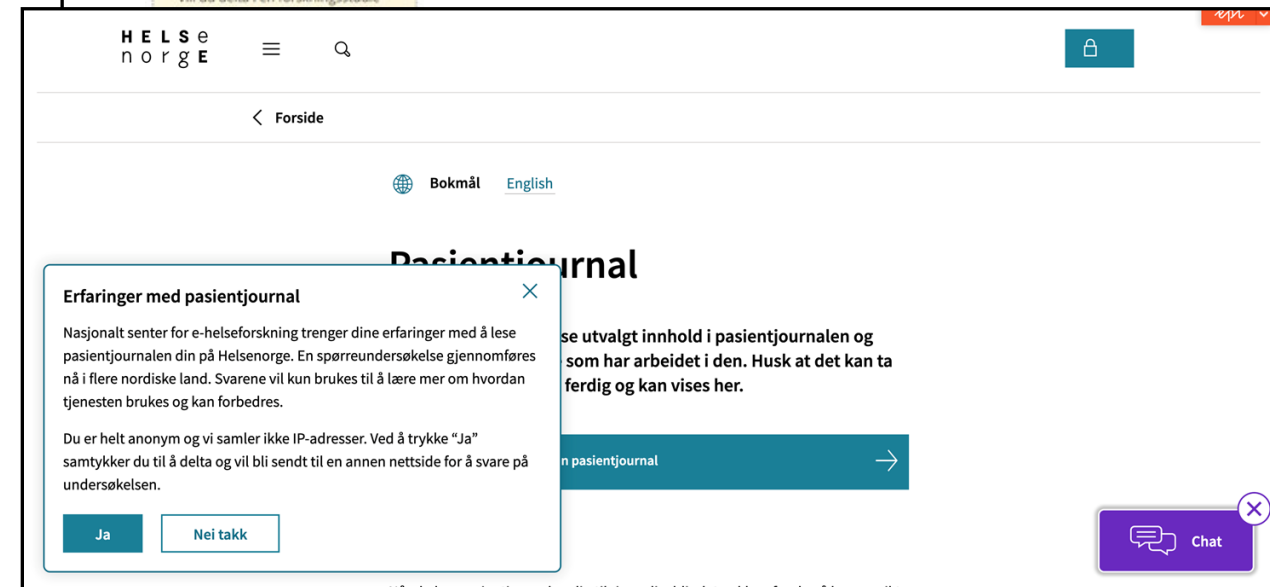 HELSe
norgE
Forside
Bokmål English
Pasientjournal
Erfaringer med pasientjournal
Nasjonalt senter for e-helseforskning trenger dine erfaringer med å lese
pasientjournalen din på Helsenorge. En spørreundersøkelse gjennomføres
nå i flere nordiske land. Svarene vil kun brukes til å lære mer om hvordan
tjenesten brukes og kan forbedres.
Du er helt anonym og vi samler ikke IP-adresser. Ved å trykke “Ja”
samtykker du til å delta og vil bli sendt til en annen nettside for å svare på
undersøkelsen.
Ja Nei takk
se utvalgt innhold i pasientjournalen og
som har arbeidet i den. Husk at det kan ta
ferdig og kan vises her.
n pasientjournal
Chat